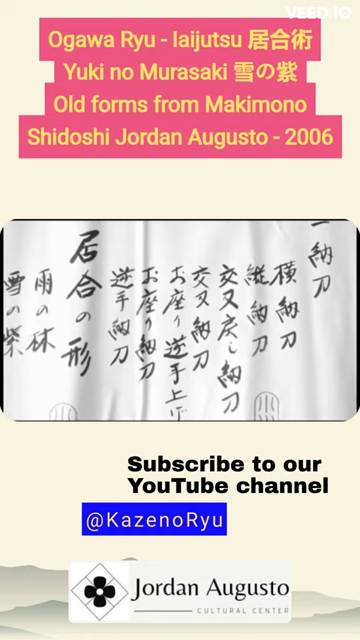 VEED.IO
Ogawa Ryu - Iaijutsu 居合術
Yuki no Murasaki 雪の紫
Old forms from Makimono
Shidoshi Jordan Augusto - 2006
一納刀
横納刀
縦納刀
交叉戻し納刀
交叉納刀
お座り逆手上げ
お座り納刀
逆手納刀
居合の形
雨の
雪の紫
Subscribe to our
YouTube channel
@KazenoRyu
Jordan Augusto
CULTURAL CENTER